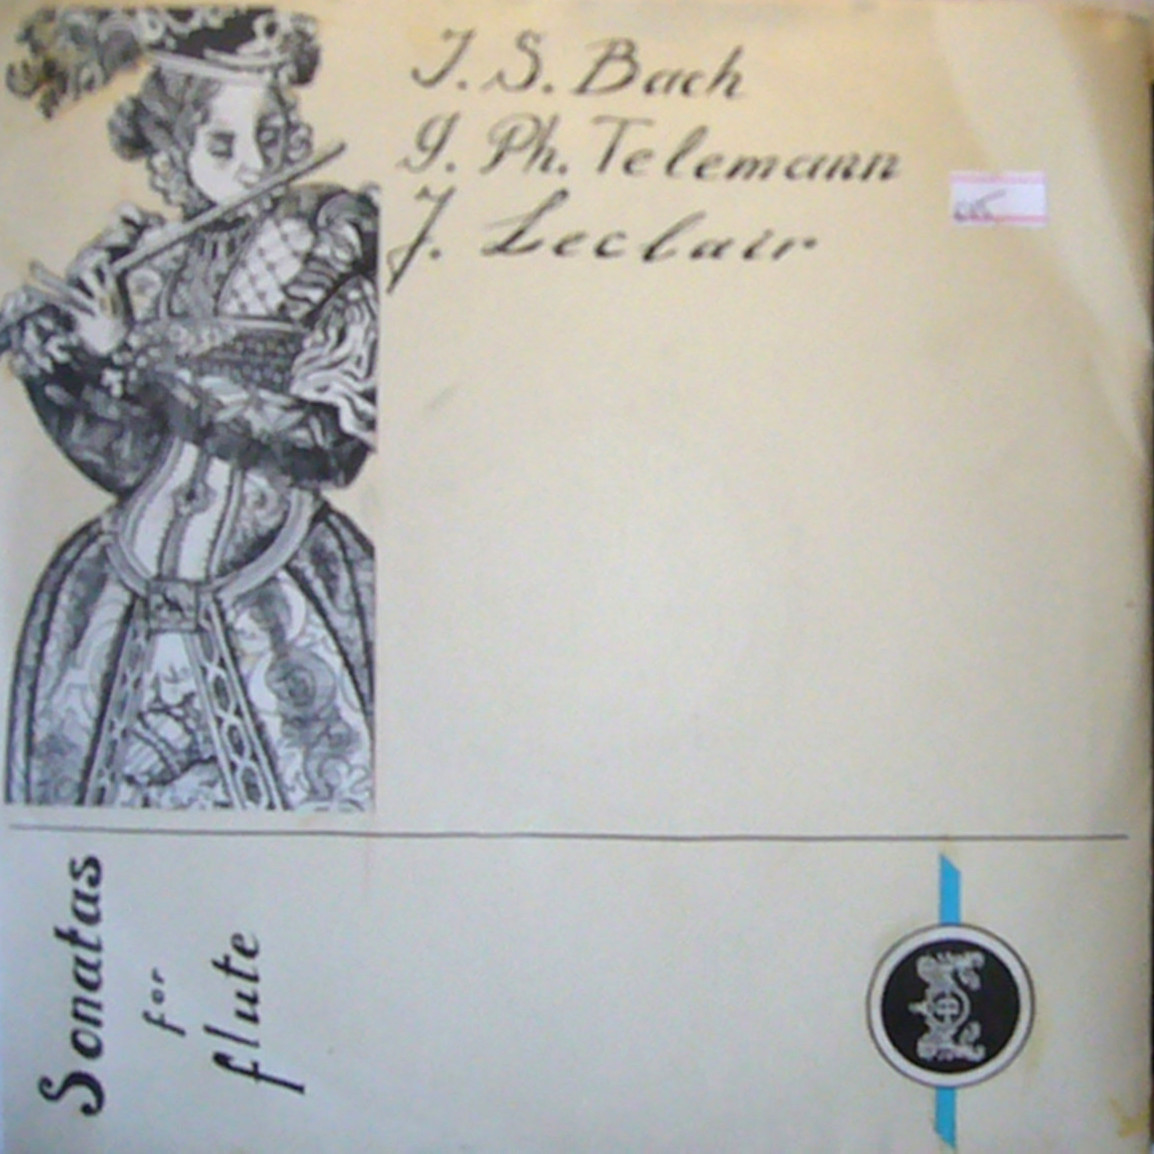 J. S. Bach
G. Ph. Telemann
J. Leclair
Sonatas
for
flute